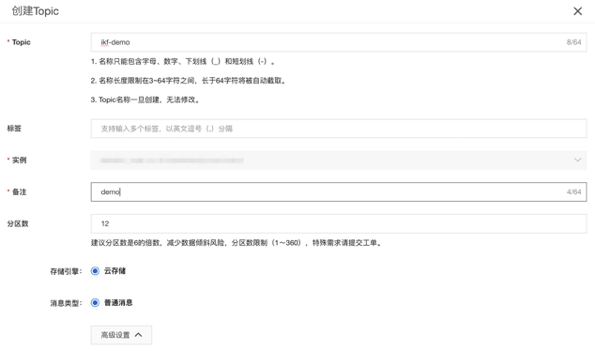 创建Topic
* Topic
ikf-demo
8/64
1. 名称只能包含字母、数字、下划线（_）和短划线（-）。
2. 名称长度限制在3~64字符之间，长于64字符将被自动截取。
3. Topic名称一旦创建，无法修改。
标签
支持输入多个标签，以英文逗号（,）分隔
* 实例
* 备注
demo
4/64
分区数
12
建议分区数是6的倍数，减少数据倾斜风险，分区数限制（1～360），特殊需求请提交工单。
存储引擎：
云存储
消息类型：
普通消息
高级设置